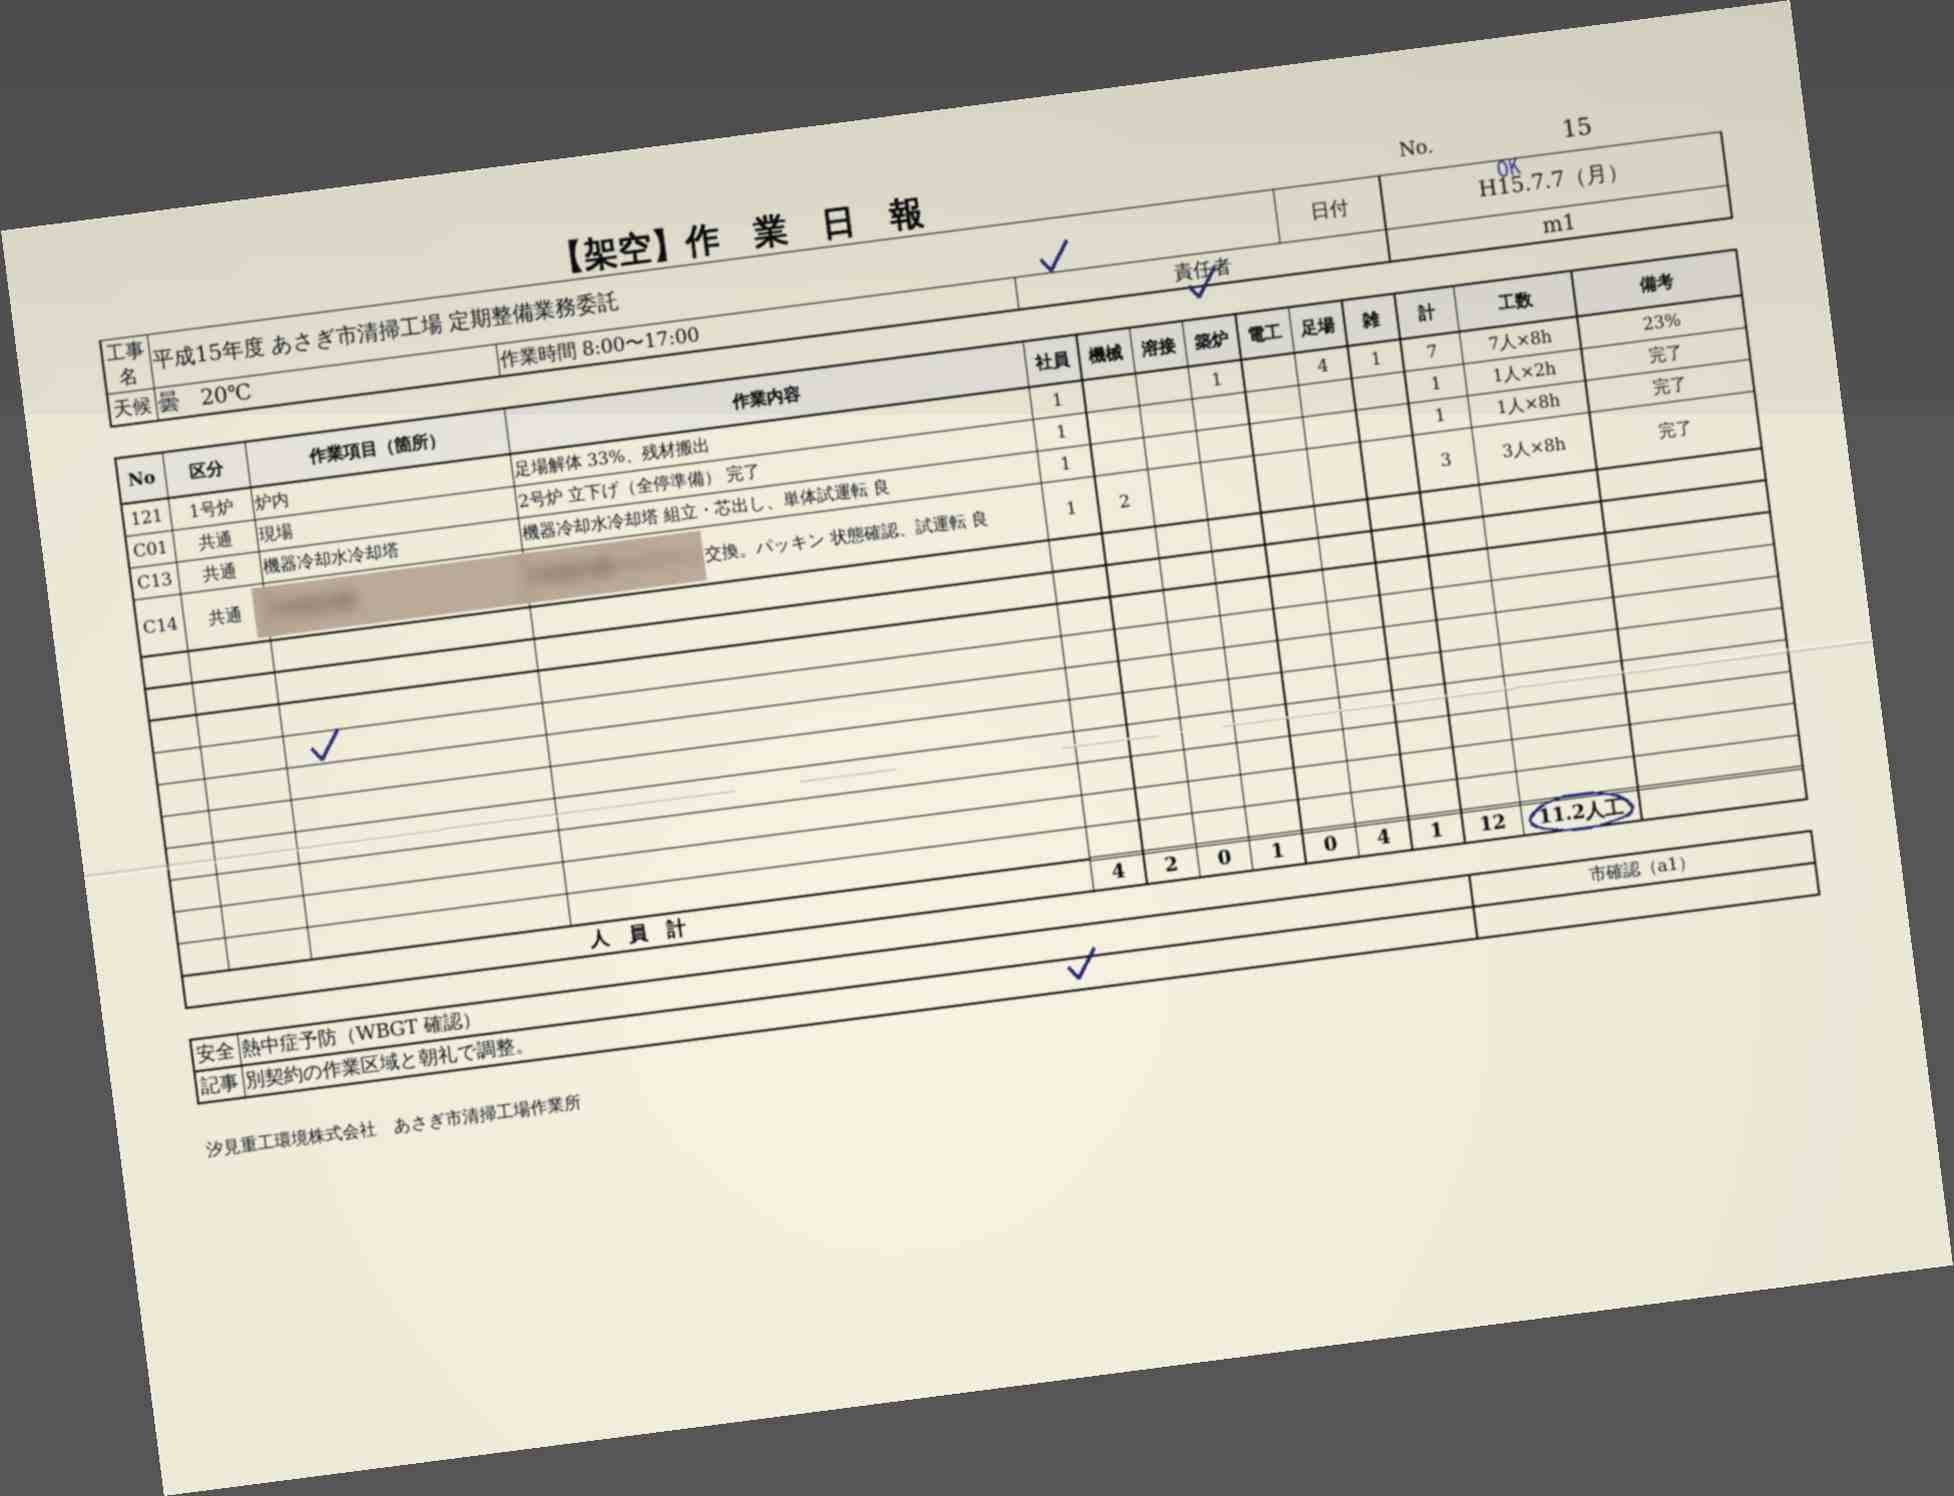 No. 15
【架空】作 業 日 報
OK
工事名 平成15年度 あさぎ市清掃工場 定期整備業務委託 日付 H15.7.7（月）
天候 曇 20℃ 作業時間 8:00〜17:00 責任者 m1
No 区分 作業項目（箇所） 作業内容 社員 機械 溶接 築炉 電工 足場 雑 計 工数 備考
121 1号炉 炉内 足場解体 33%、残材搬出 1 1 4 1 7 7人×8h 23%
C01 共通 現場 2号炉 立下げ（全停準備） 完了 1 1 1人×2h 完了
C13 共通 機器冷却水冷却塔 機器冷却水冷却塔 組立・芯出し、単体試運転 良 1 1 1人×8h 完了
C14 共通 交換。パッキン 状態確認、試運転 良 1 2 3 3人×8h 完了
人 員 計 4 2 0 1 0 4 1 12 11.2人工
安全 熱中症予防（WBGT 確認） 市確認（a1）
記事 別契約の作業区域と朝礼で調整。
汐見重工環境株式会社 あさぎ市清掃工場作業所